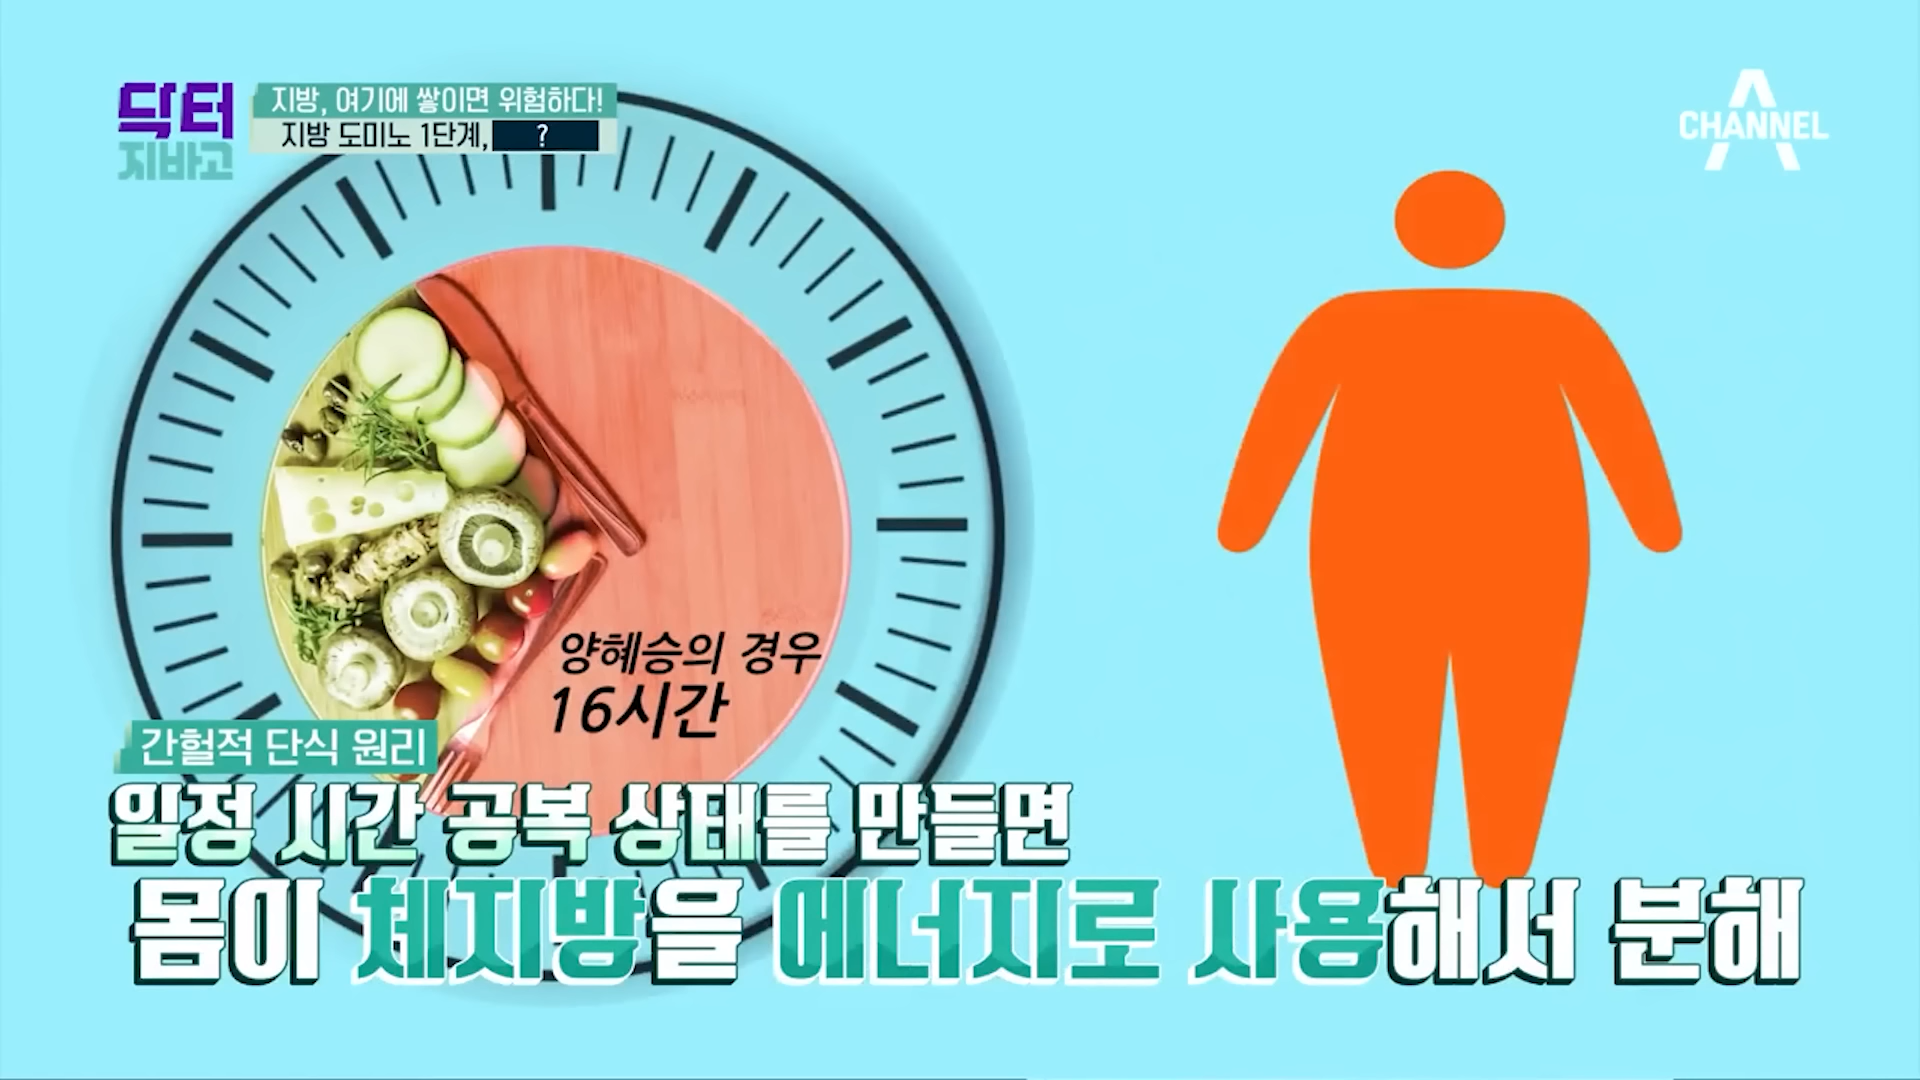 닥터
지바고
지방, 여기에 쌓이면 위험하다!
지방 도미노 1단계, ?
CHANNEL A
양혜승의 경우
16시간
간헐적 단식 원리
일정 시간 공복 상태를 만들면
몸이 체지방을 에너지로 사용해서 분해